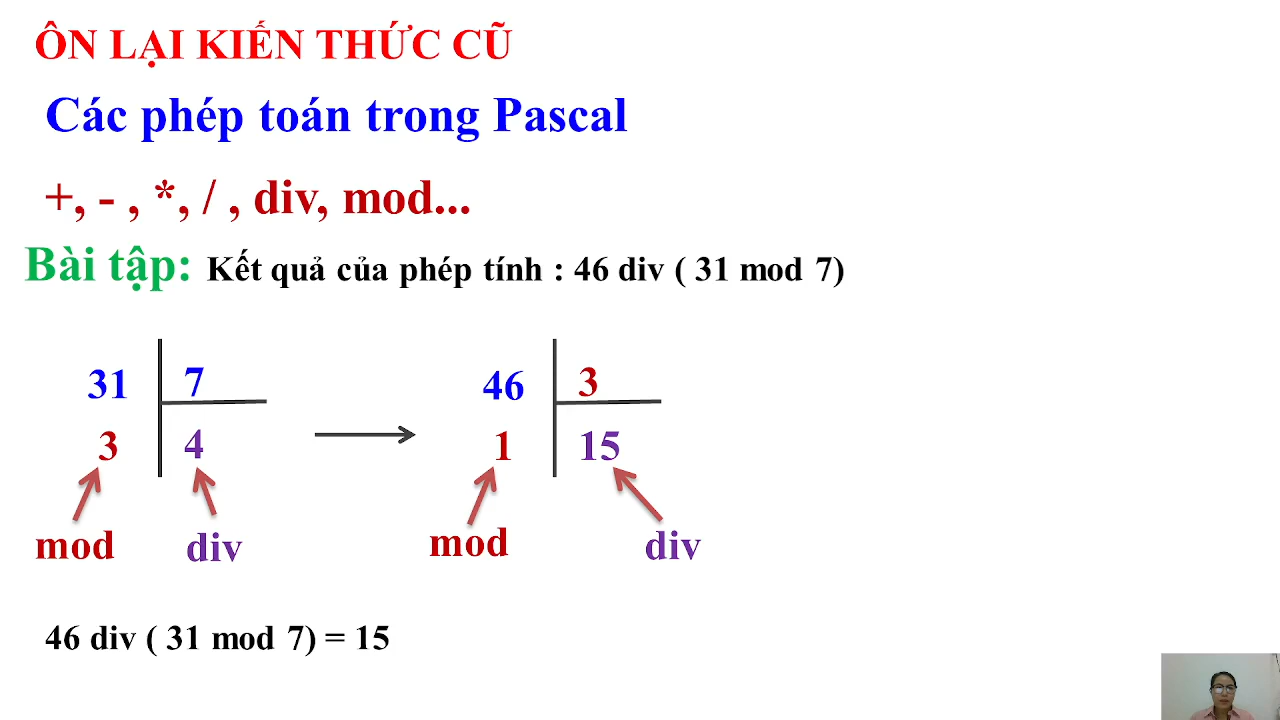 ÔN LẠI KIẾN THỨC CŨ
Các phép toán trong Pascal
+, - , *, / , div, mod...
Bài tập: Kết quả của phép tính : 46 div ( 31 mod 7)
31 7
3 4
mod div
46 3
1 15
mod div
46 div ( 31 mod 7) = 15